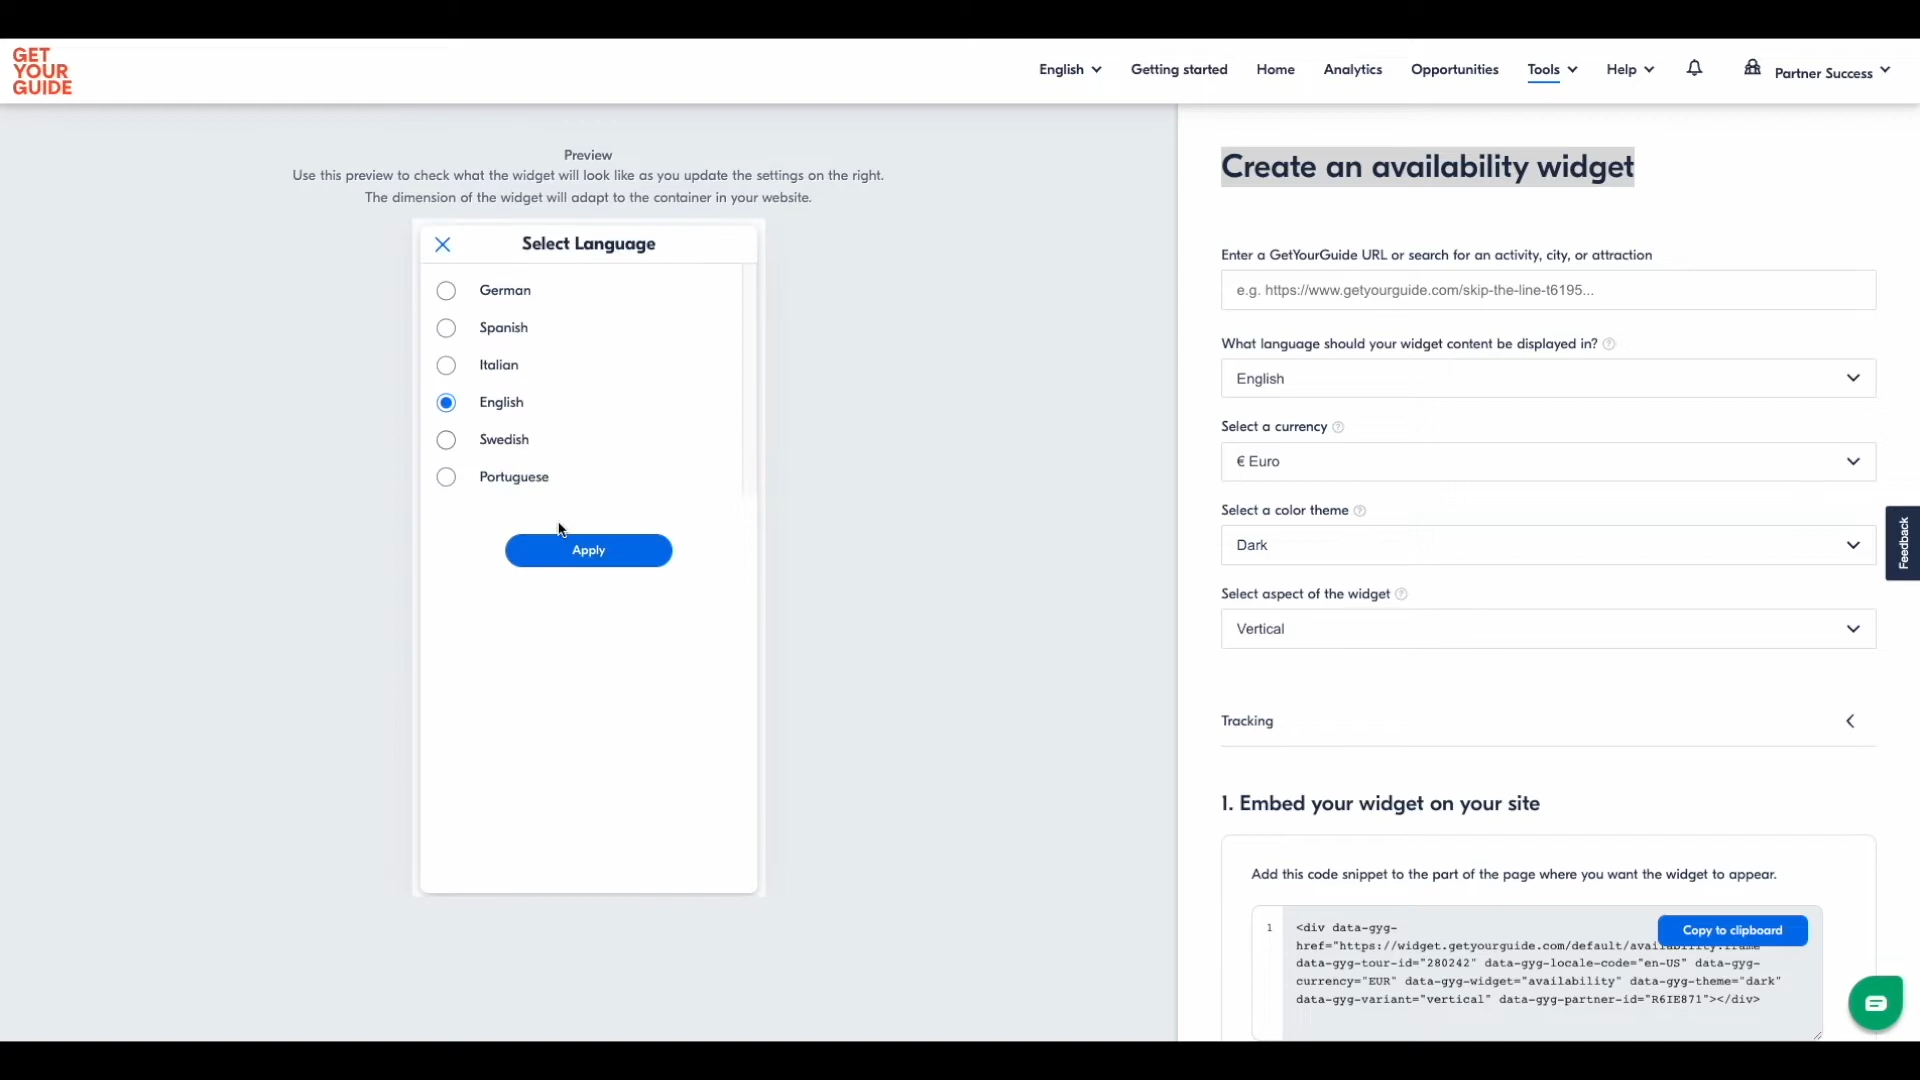 GET
YOUR
GUIDE
English
Getting started
Home
Analytics
Opportunities
Tools
Help
Partner Success
Preview
Use this preview to check what the widget will look like as you update the settings on the right.
The dimension of the widget will adapt to the container in your website.
Select Language
German
Spanish
Italian
English
Swedish
Portuguese
Apply
Create an availability widget
Enter a GetYourGuide URL or search for an activity, city, or attraction
e.g. https://www.getyourguide.com/skip-the-line-t6195...
What language should your widget content be displayed in?
English
Select a currency
€ Euro
Select a color theme
Dark
Select aspect of the widget
Vertical
Tracking
Feedback
1. Embed your widget on your site
Add this code snippet to the part of the page where you want the widget to appear.
Copy to clipboard
1
<div data-gyg-
href="https://widget.getyourguide.com/default/availability.frame"
data-gyg-tour-id="280242" data-gyg-locale-code="en-US" data-gyg-
currency="EUR" data-gyg-widget="availability" data-gyg-theme="dark"
data-gyg-variant="vertical" data-gyg-partner-id="R6IE871"></div>